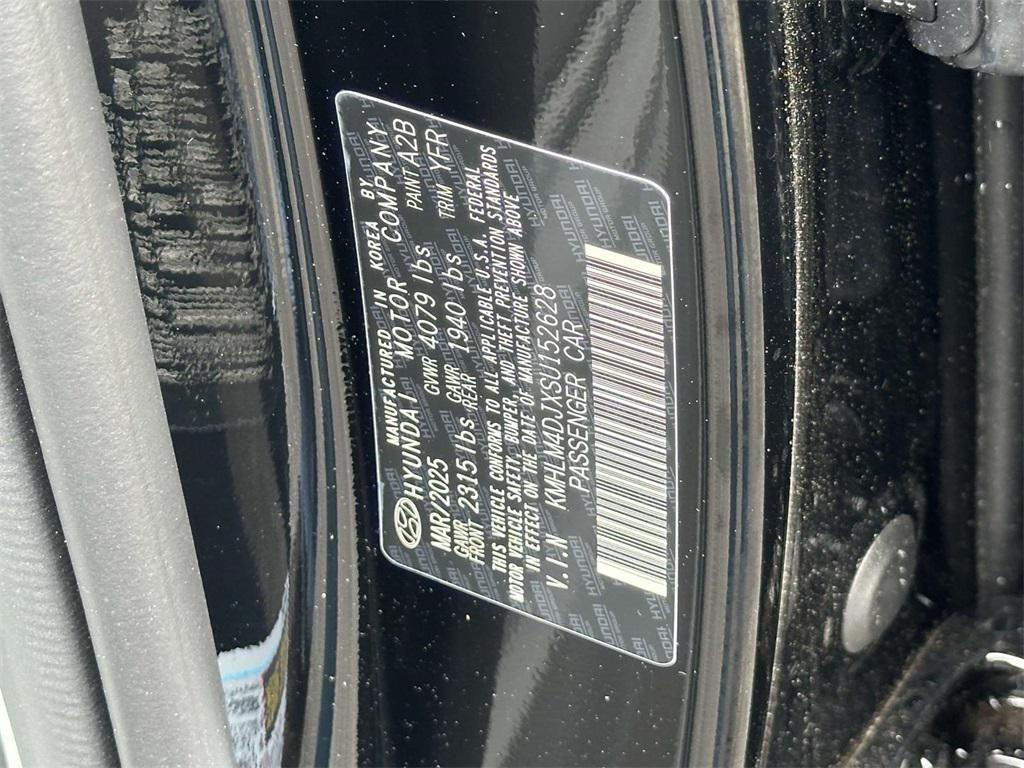 MANUFACTURED IN KOREA BY
HYUNDAI MOTOR COMPANY
MAR/2025 GVWR 4079 lbs PAINT A2B
GAWR FRONT 2315 lbs GAWR REAR 1940 lbs TRIM YFR
THIS VEHICLE CONFORMS TO ALL APPLICABLE U.S.A. FEDERAL
MOTOR VEHICLE SAFETY, BUMPER, AND THEFT PREVENTION STANDARDS
IN EFFECT ON THE DATE OF MANUFACTURE SHOWN ABOVE
V.I.N KMHLM4DJXSU152628
PASSENGER CAR